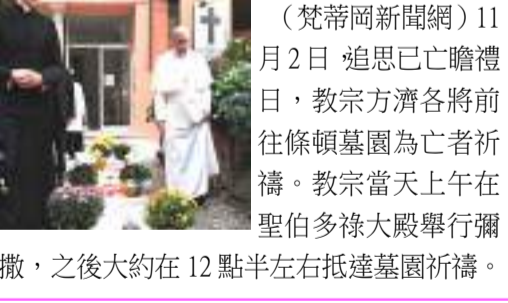 （梵蒂岡新聞網）11
月2日，追思已亡瞻禮
日，教宗方濟各將前
往條頓墓園為亡者祈
禱。教宗當天上午在
聖伯多祿大殿舉行彌
撒，之後大約在 12 點半左右抵達墓園祈禱。